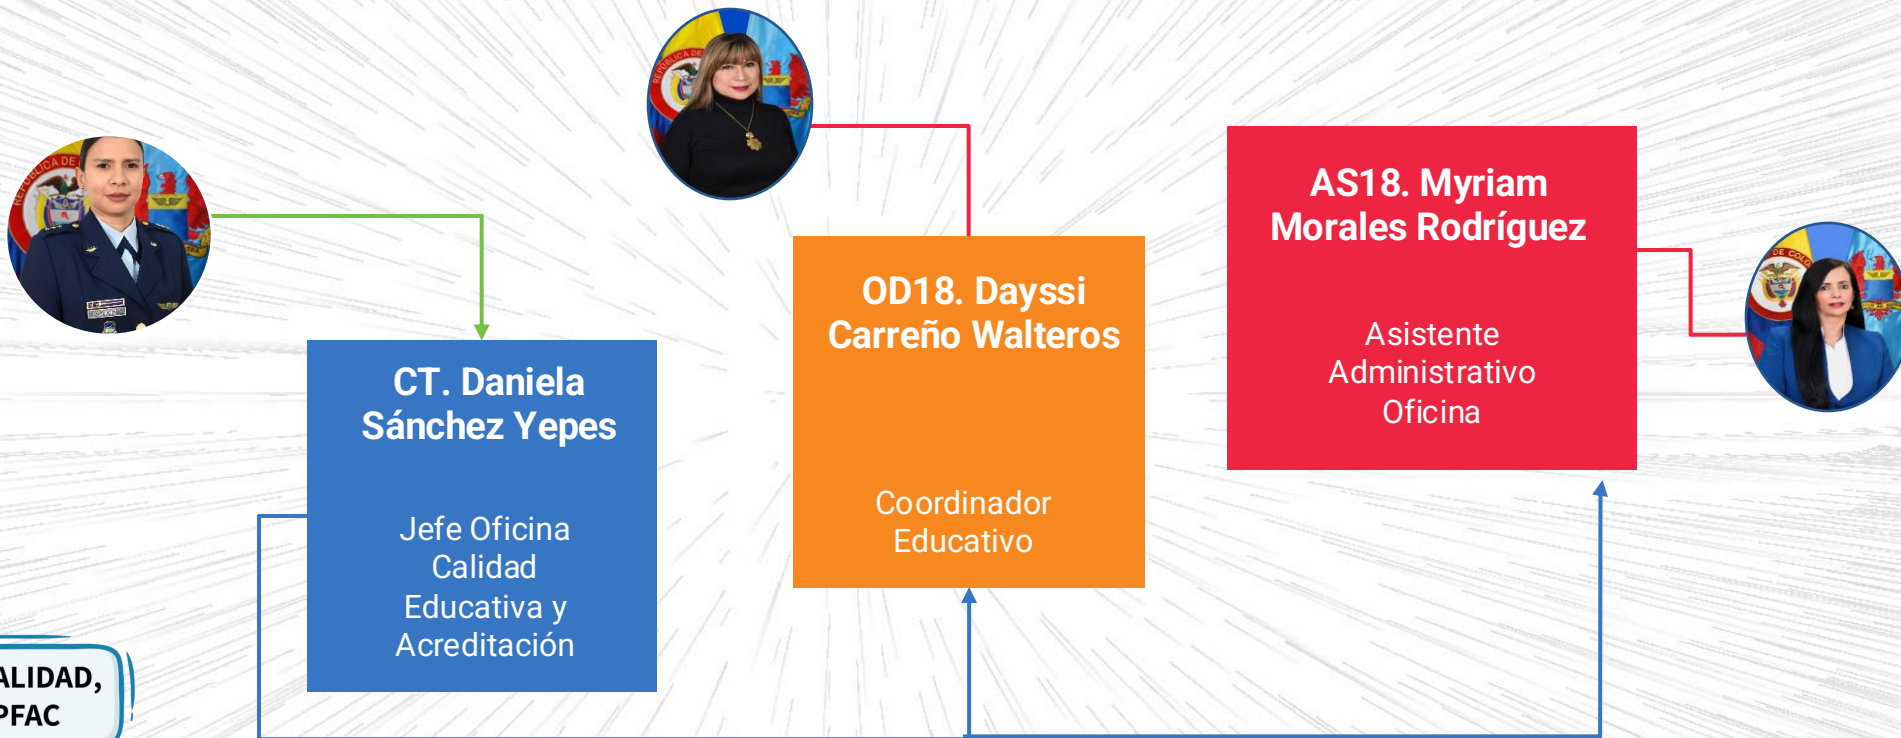 CT. Daniela
Sánchez Yepes
Jefe Oficina
Calidad
Educativa y
Acreditación
OD18. Dayssi
Carreño Walteros
Coordinador
Educativo
AS18. Myriam
Morales Rodríguez
Asistente
Administrativo
Oficina
ALIDAD,
PFAC